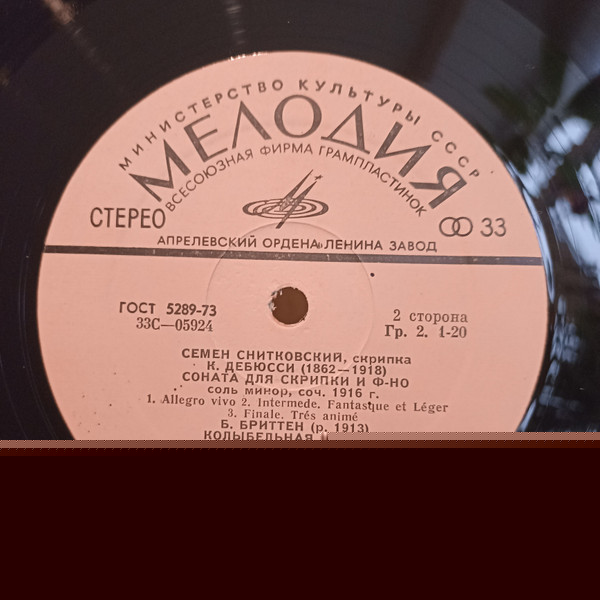 МИНИСТЕРСТВО КУЛЬТУРЫ СССР
МЕЛОДИЯ
ВСЕСОЮЗНАЯ ФИРМА ГРАМПЛАСТИНОК
СТЕРЕО
33
АПРЕЛЕВСКИЙ ОРДЕНА ЛЕНИНА ЗАВОД
ГОСТ 5289-73
33С—05924
2 сторона
Гр. 2. 1-20
СЕМЕН СНИТКОВСКИЙ, скрипка
К. ДЕБЮССИ (1862—1918)
СОНАТА ДЛЯ СКРИПКИ И Ф-НО
соль минор, соч. 1916 г.
1. Allegro vivo 2. Intermede. Fantasque et Léger
3. Finale. Trés animé
Б. БРИТТЕН (р. 1913)
КОЛЫБЕЛЬНАЯ